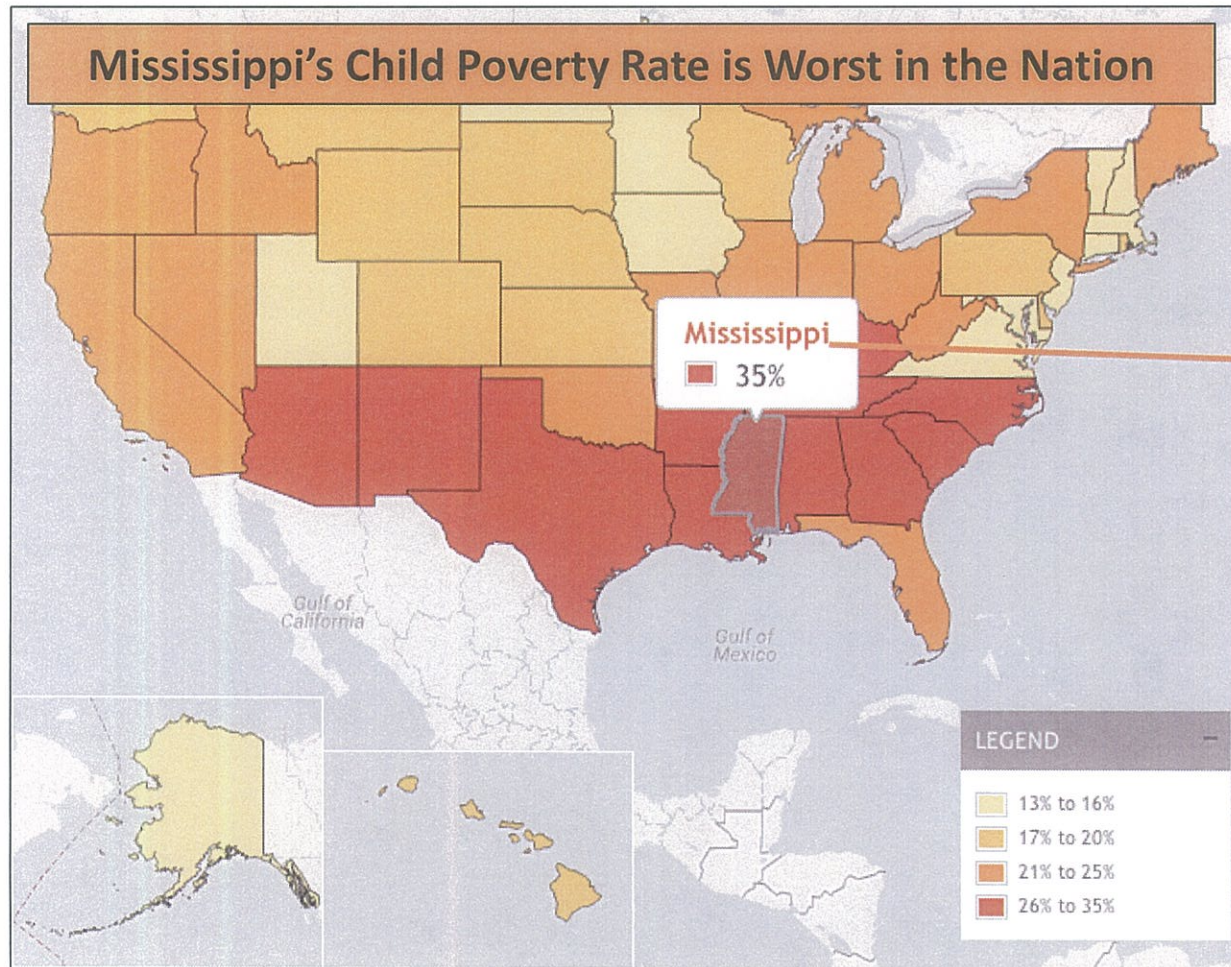 Mississippi's Child Poverty Rate is Worst in the Nation
Mississippi
35%
Gulf of
California
Gulf of
Mexico
LEGEND −
13% to 16%
17% to 20%
21% to 25%
26% to 35%